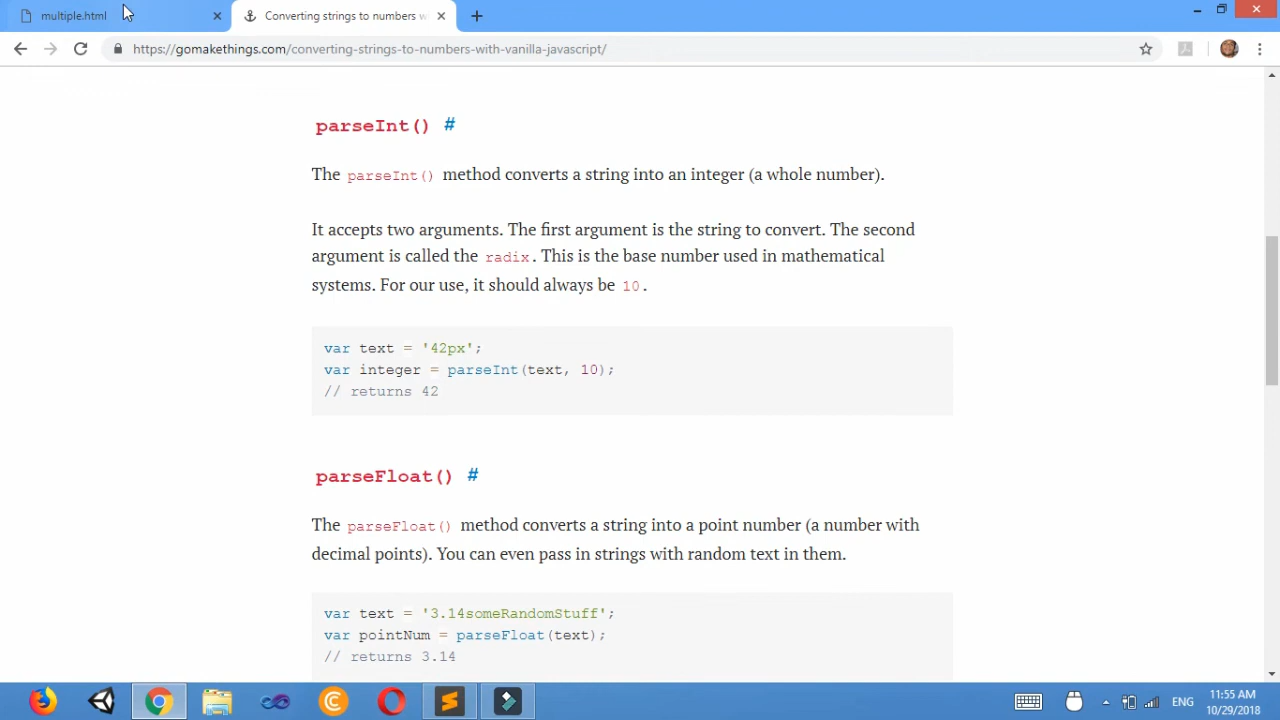 multiple.html
Converting strings to numbers w
https://gomakethings.com/converting-strings-to-numbers-with-vanilla-javascript/
parseInt() #
The parseInt() method converts a string into an integer (a whole number).
It accepts two arguments. The first argument is the string to convert. The second
argument is called the radix. This is the base number used in mathematical
systems. For our use, it should always be 10.
var text = '42px';
var integer = parseInt(text, 10);
// returns 42
parseFloat() #
The parseFloat() method converts a string into a point number (a number with
decimal points). You can even pass in strings with random text in them.
var text = '3.14someRandomStuff';
var pointNum = parseFloat(text);
// returns 3.14
ENG
11:55 AM
10/29/2018